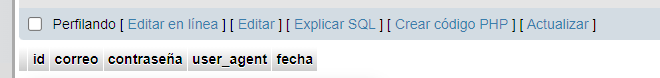 Perfilando [ Editar en línea ] [ Editar ] [ Explicar SQL ] [ Crear código PHP ] [ Actualizar ]
id correo contraseña user_agent fecha